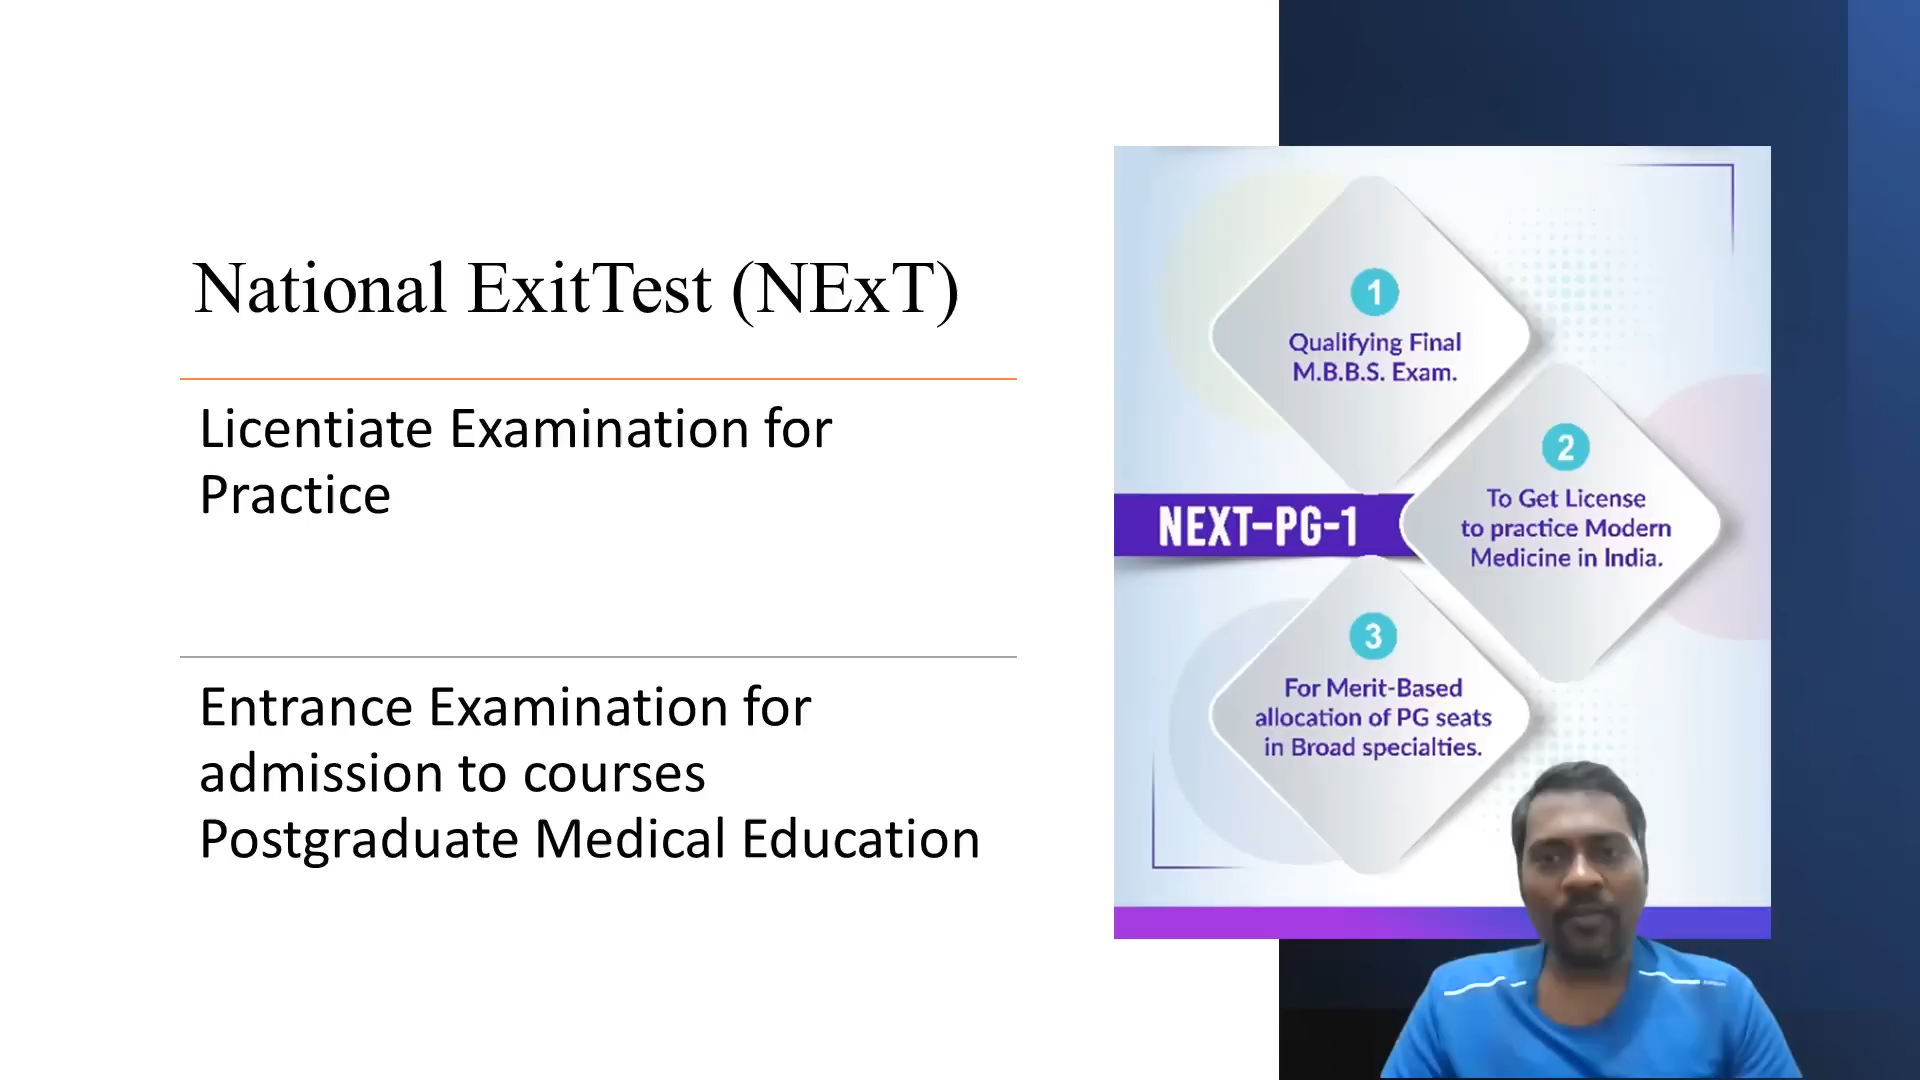 National ExitTest (NExT)
Licentiate Examination for
Practice
Entrance Examination for
admission to courses
Postgraduate Medical Education
1
Qualifying Final
M.B.B.S. Exam.
2
To Get License
to practice Modern
Medicine in India.
NEXT–PG-1
3
For Merit-Based
allocation of PG seats
in Broad specialties.